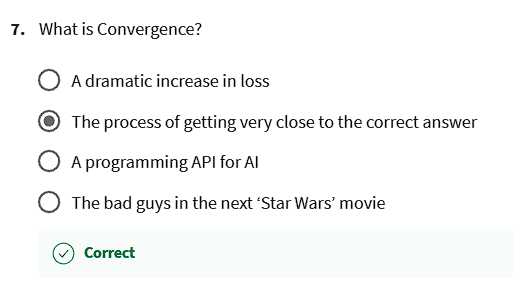 7. What is Convergence?
A dramatic increase in loss
The process of getting very close to the correct answer
A programming API for AI
The bad guys in the next ‘Star Wars’ movie
Correct